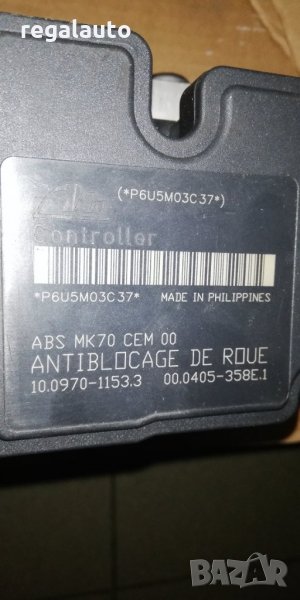 regalauto
(*P6U5M03C37*)
Controller
*P6U5M03C37* MADE IN PHILIPPINES
ABS MK70 CEM 00
ANTIBLOCAGE DE ROUE
10.0970-1153.3 00.0405-358E.1
BAZAR